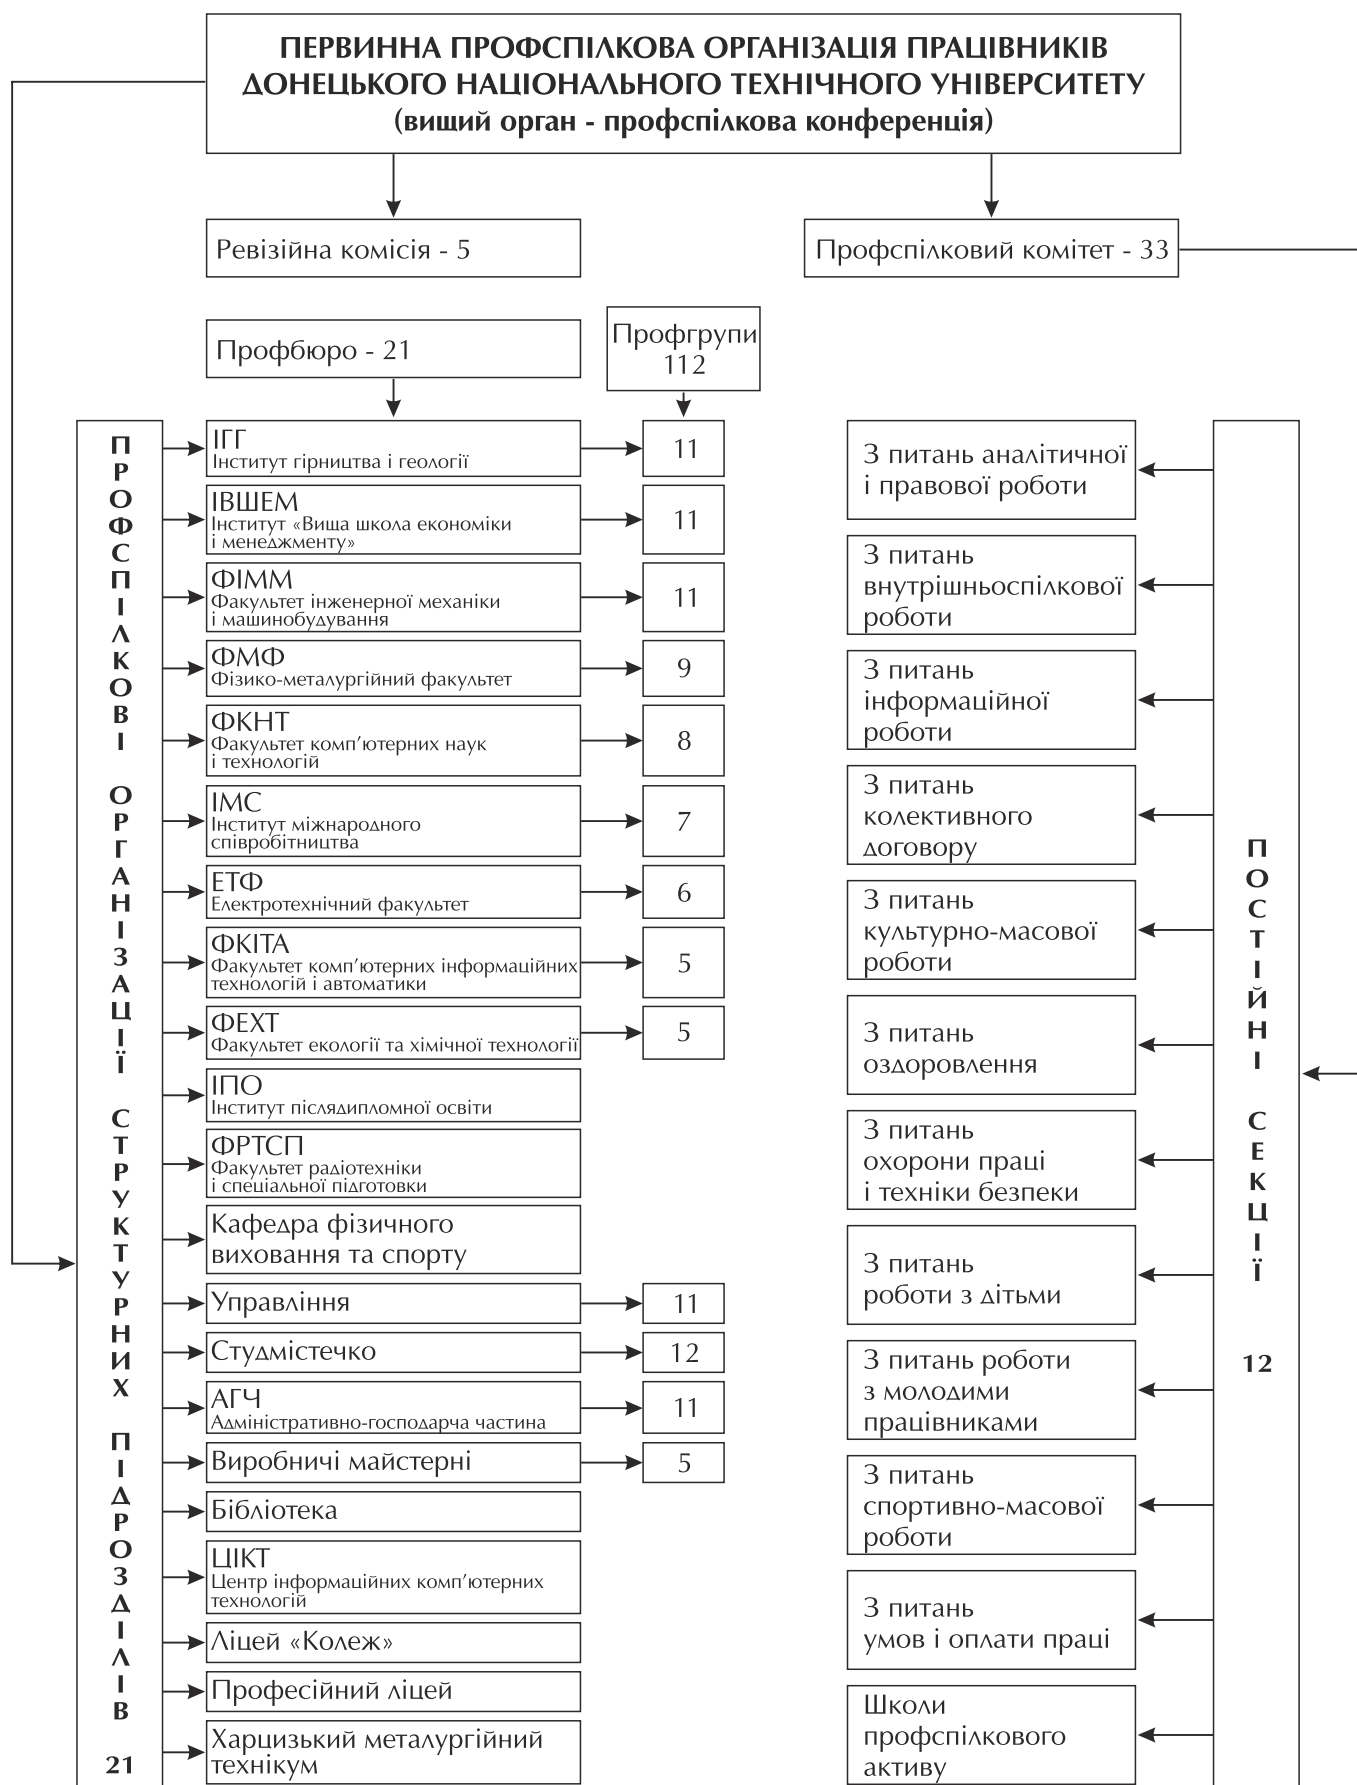 ПЕРВИННА ПРОФСПІЛКОВА ОРГАНІЗАЦІЯ ПРАЦІВНИКІВ
ДОНЕЦЬКОГО НАЦІОНАЛЬНОГО ТЕХНІЧНОГО УНІВЕРСИТЕТУ
(вищий орган - профспілкова конференція)
Ревізійна комісія - 5
Профспілковий комітет - 33
Профбюро - 21
Профгрупи
112
ПРОФСПІЛКОВІ ОРГАНІЗАЦІЇ СТРУКТУРНИХ ПІДРОЗДІЛІВ
21
ІГГ
Інститут гірництва і геології
11
ІВШЕМ
Інститут «Вища школа економіки
і менеджменту»
11
ФІММ
Факультет інженерної механіки
і машинобудування
11
ФМФ
Фізико-металургійний факультет
9
ФКНТ
Факультет комп’ютерних наук
і технологій
8
ІМС
Інститут міжнародного
співробітництва
7
ЕТФ
Електротехнічний факультет
6
ФКІТА
Факультет комп’ютерних інформаційних
технологій і автоматики
5
ФЕХТ
Факультет екології та хімічної технології
5
ІПО
Інститут післядипломної освіти
ФРТСП
Факультет радіотехніки
і спеціальної підготовки
Кафедра фізичного
виховання та спорту
Управління
11
Студмістечко
12
АГЧ
Адміністративно-господарча частина
11
Виробничі майстерні
5
Бібліотека
ЦІКТ
Центр інформаційних комп’ютерних
технологій
Ліцей «Колеж»
Професійний ліцей
Харцизький металургійний
технікум
З питань аналітичної
і правової роботи
З питань
внутрішньоспілкової
роботи
З питань
інформаційної
роботи
З питань
колективного
договору
З питань
культурно-масової
роботи
З питань
оздоровлення
З питань
охорони праці
і техніки безпеки
З питань
роботи з дітьми
З питань роботи
з молодими
працівниками
З питань
спортивно-масової
роботи
З питань
умов і оплати праці
Школи
профспілкового
активу
ПОСТІЙНІ СЕКЦІЇ
12